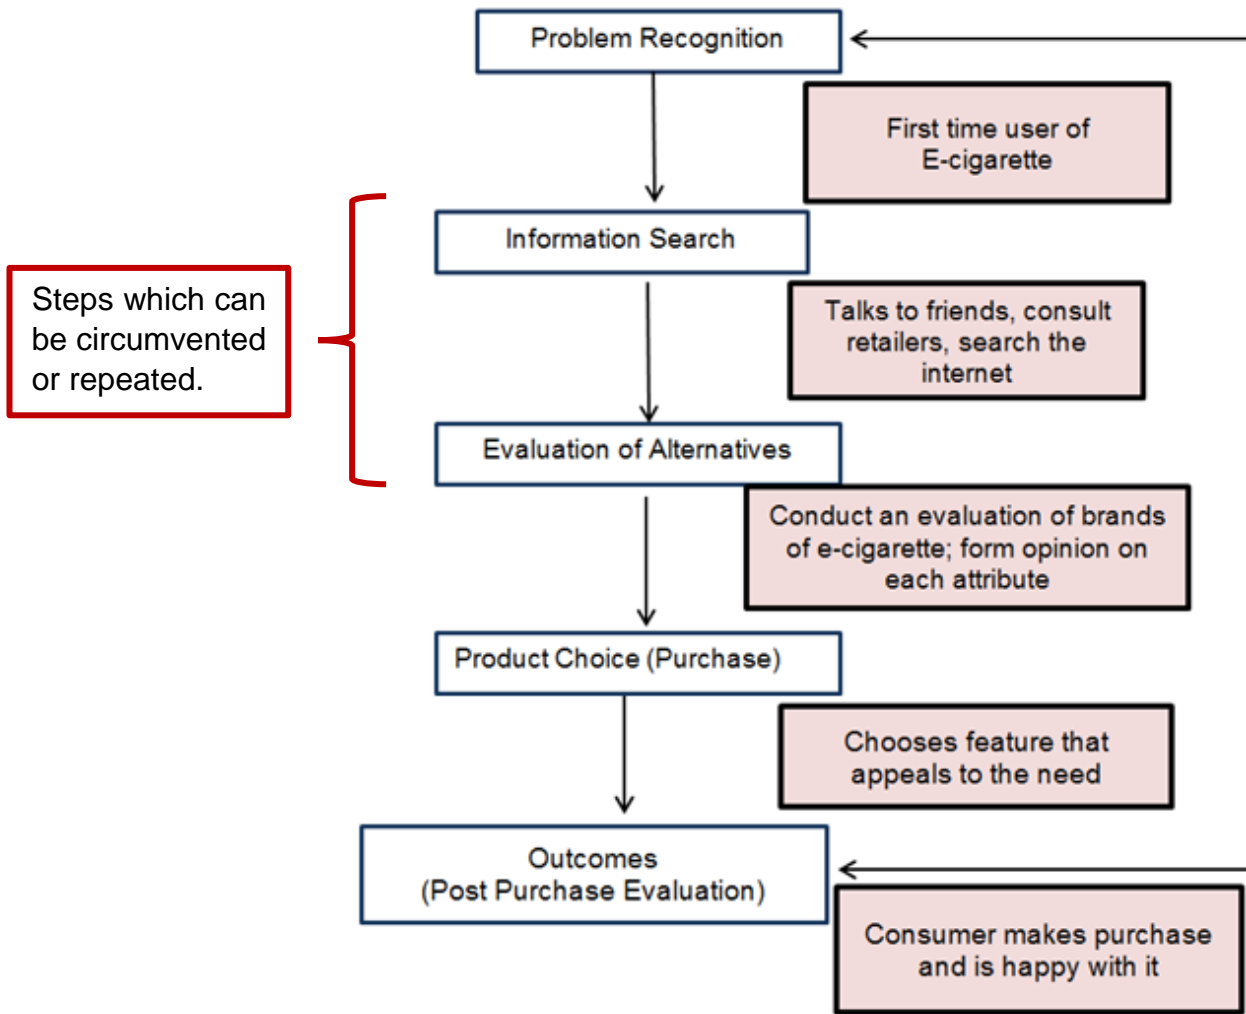 Problem Recognition
First time user of
E-cigarette
Information Search
Steps which can
be circumvented
or repeated.
Talks to friends, consult
retailers, search the
internet
Evaluation of Alternatives
Conduct an evaluation of brands
of e-cigarette; form opinion on
each attribute
Product Choice (Purchase)
Chooses feature that
appeals to the need
Outcomes
(Post Purchase Evaluation)
Consumer makes purchase
and is happy with it